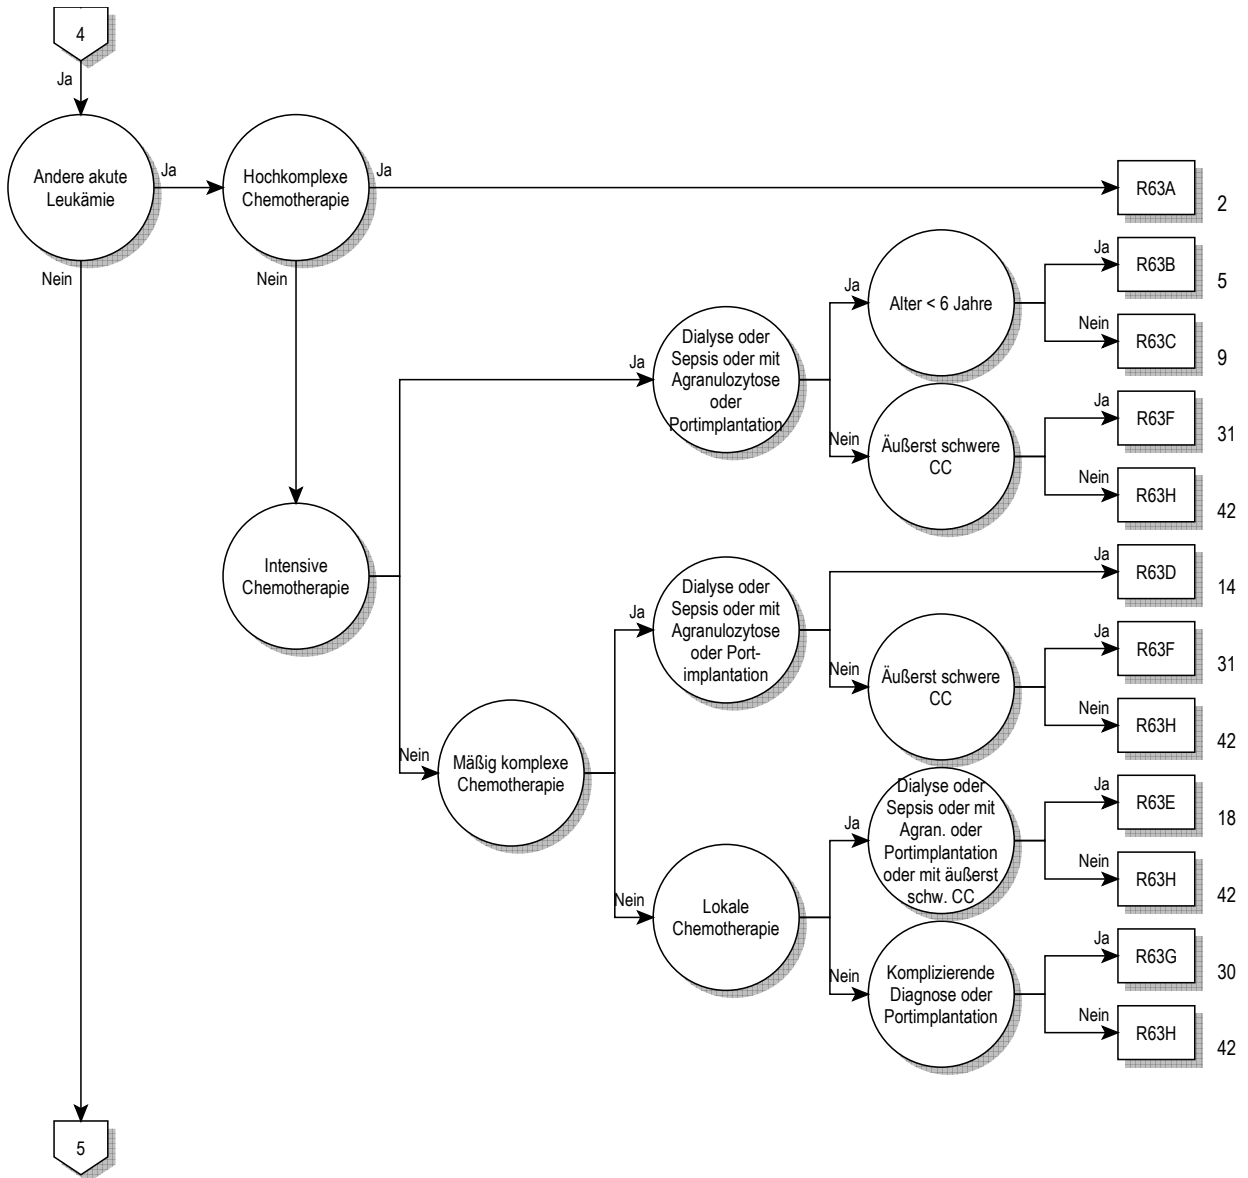 4
Ja
Andere akute
Leukämie
Ja
Hochkomplexe
Chemotherapie
Ja
R63A
2
Nein
Nein
Dialyse oder
Sepsis oder mit
Agranulozytose
oder
Portimplantation
Ja
Ja
Alter < 6 Jahre
Ja
R63B
5
Nein
R63C
9
Nein
Äußerst schwere
CC
Ja
R63F
31
Nein
R63H
42
Intensive
Chemotherapie
Nein
Mäßig komplexe
Chemotherapie
Ja
Dialyse oder
Sepsis oder mit
Agranulozytose
oder Port-
implantation
Ja
R63D
14
Nein
Äußerst schwere
CC
Ja
R63F
31
Nein
R63H
42
Nein
Lokale
Chemotherapie
Ja
Dialyse oder
Sepsis oder mit
Agran. oder
Portimplantation
oder mit äußerst
schw. CC
Ja
R63E
18
Nein
R63H
42
Nein
Komplizierende
Diagnose oder
Portimplantation
Ja
R63G
30
Nein
R63H
42
5